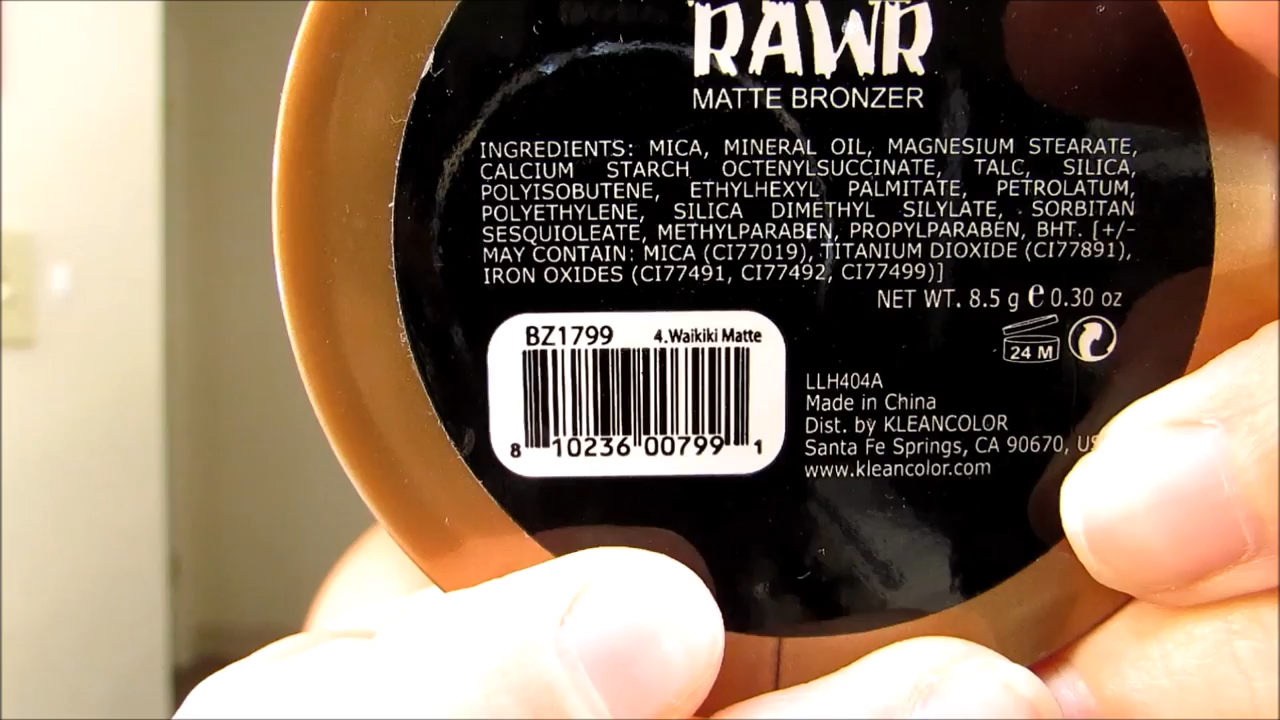 RAWR
MATTE BRONZER
INGREDIENTS: MICA, MINERAL OIL, MAGNESIUM STEARATE,
CALCIUM STARCH OCTENYLSUCCINATE, TALC, SILICA,
POLYISOBUTENE, ETHYLHEXYL PALMITATE, PETROLATUM,
POLYETHYLENE, SILICA DIMETHYL SILYLATE, SORBITAN
SESQUIOLEATE, METHYLPARABEN, PROPYLPARABEN, BHT. [+/-
MAY CONTAIN: MICA (CI77019), TITANIUM DIOXIDE (CI77891),
IRON OXIDES (CI77491, CI77492, CI77499)]
NET WT. 8.5 g e 0.30 oz
24 M
BZ1799 4.Waikiki Matte
8 10236 00799 1
LLH404A
Made in China
Dist. by KLEANCOLOR
Santa Fe Springs, CA 90670,
www.kleancolor.com